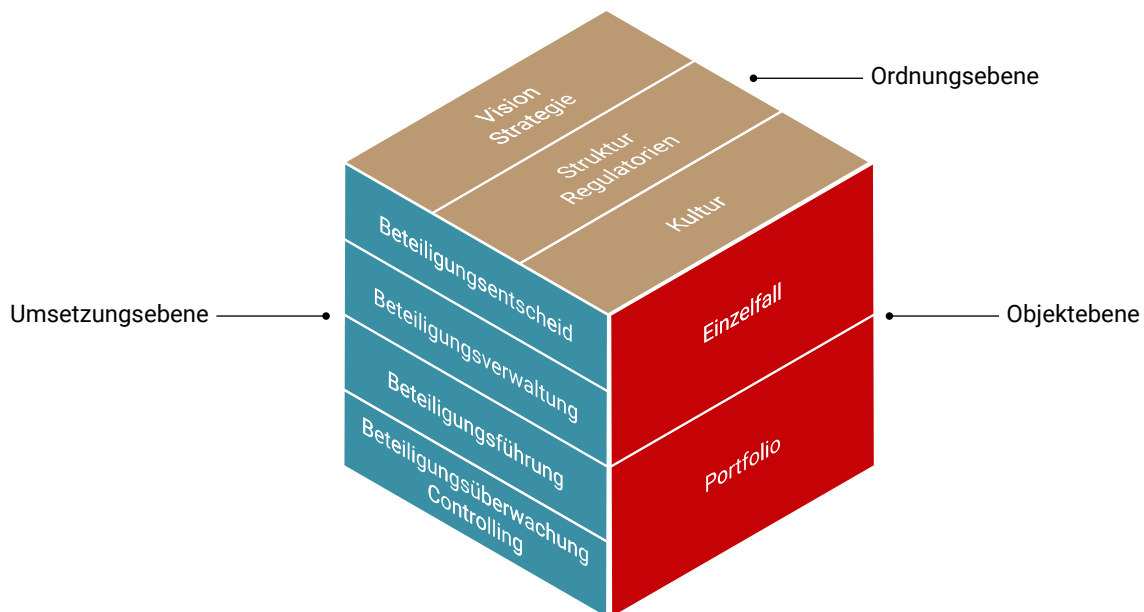 Ordnungsebene
Vision
Strategie
Struktur
Regulatorien
Kultur
Umsetzungsebene
Beteiligungsentscheid
Beteiligungsverwaltung
Beteiligungsführung
Beteiligungsüberwachung
Controlling
Einzelfall
Portfolio
Objektebene